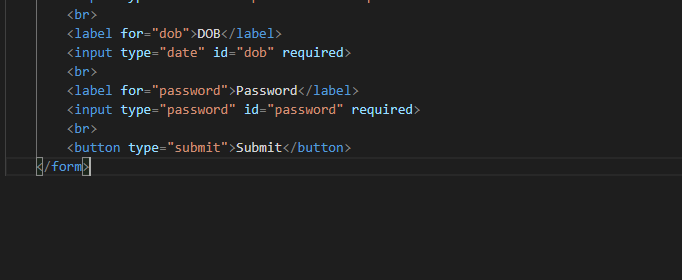 <br>
<label for="dob">DOB</label>
<input type="date" id="dob" required>
<br>
<label for="password">Password</label>
<input type="password" id="password" required>
<br>
<button type="submit">Submit</button>
</form>